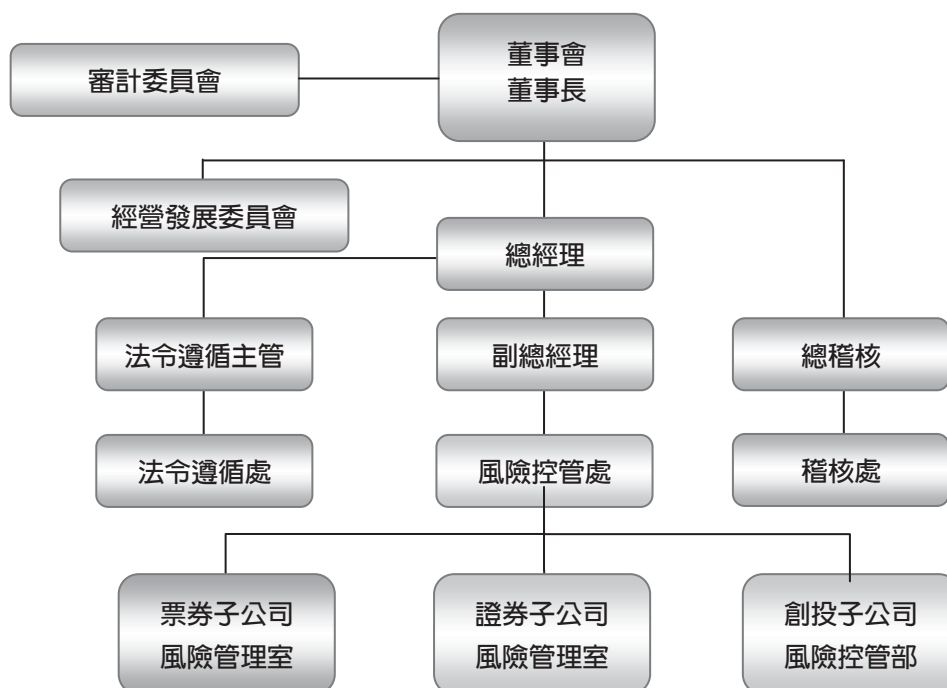 董事會
董事長
審計委員會
經營發展委員會
總經理
法令遵循主管
副總經理
總稽核
法令遵循處
風險控管處
稽核處
票券子公司
風險管理室
證券子公司
風險管理室
創投子公司
風險控管部